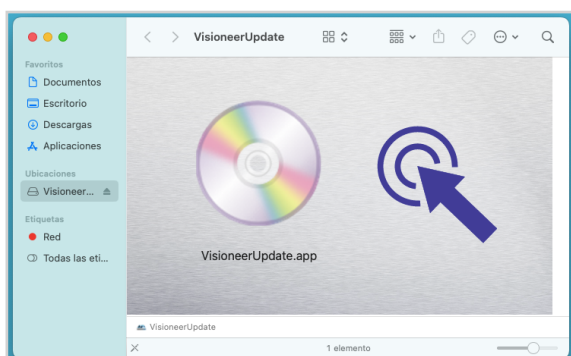 VisioneerUpdate
Favoritos
Documentos
Escritorio
Descargas
Aplicaciones
Ubicaciones
Visioneer...
Etiquetas
Red
Todas las eti...
VisioneerUpdate.app
VisioneerUpdate
1 elemento